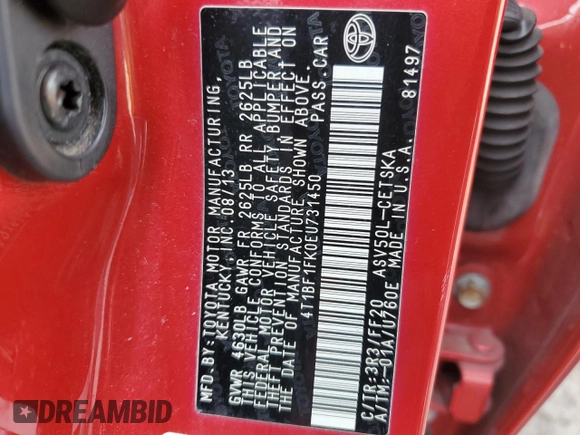 MFD.BY:TOYOTA MOTOR MANUFACTURING,
KENTUCKY, INC. 08/13
GVWR 4630LB GAWR FR 2625LB RR 2625LB
THIS VEHICLE CONFORMS TO ALL APPLICABLE
FEDERAL MOTOR VEHICLE SAFETY, BUMPER, AND
THEFT PREVENTION STANDARDS IN EFFECT ON
THE DATE OF MANUFACTURE SHOWN ABOVE.
4T1BF1FK0EU731450 PASS.CAR
C/TR:3R3/FF20 ASV50L-CETSKA
A/TM:-01A/U760E MADE IN U.S.A.
81497
TOYOTA
DREAMBID